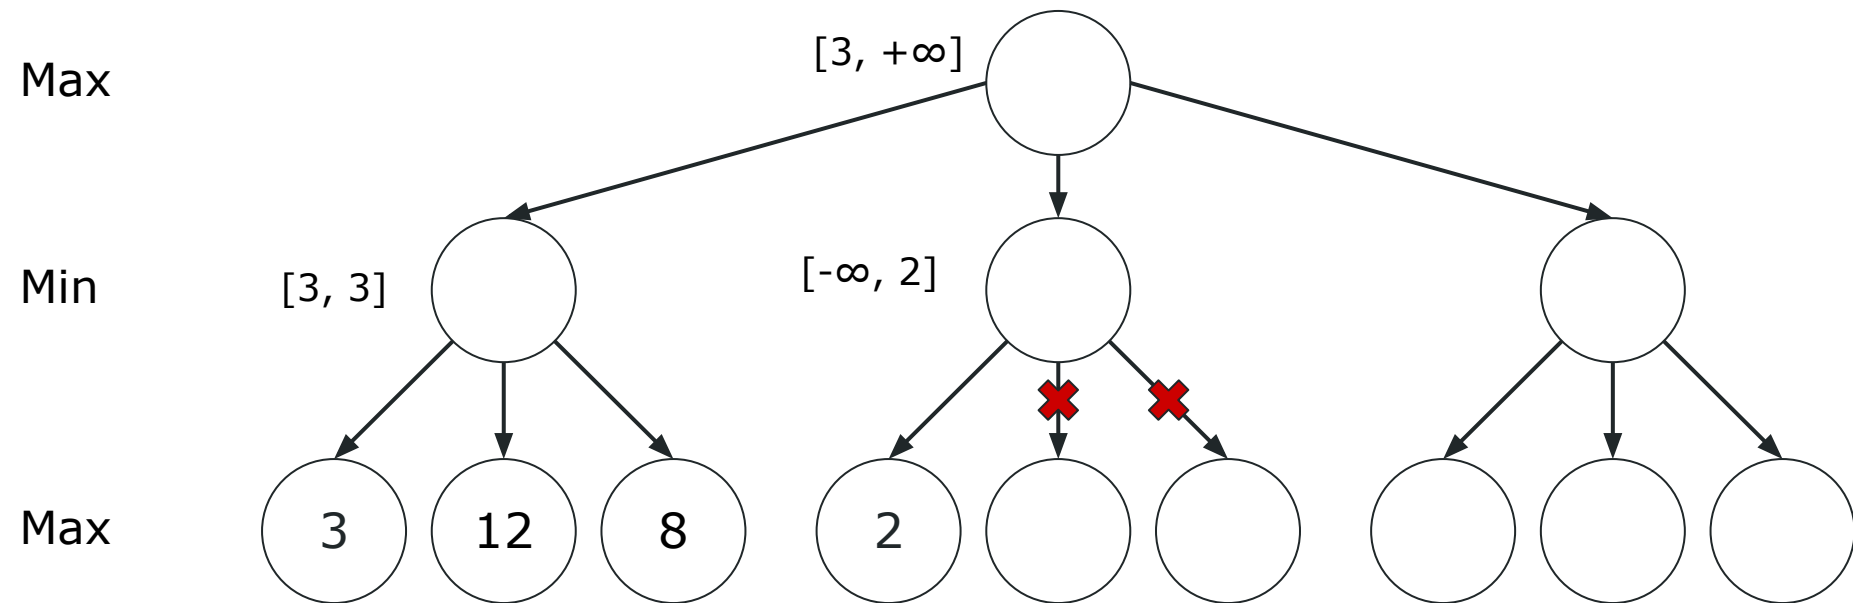 Max
[3, +∞]
Min
[3, 3]
[-∞, 2]
Max
3
12
8
2